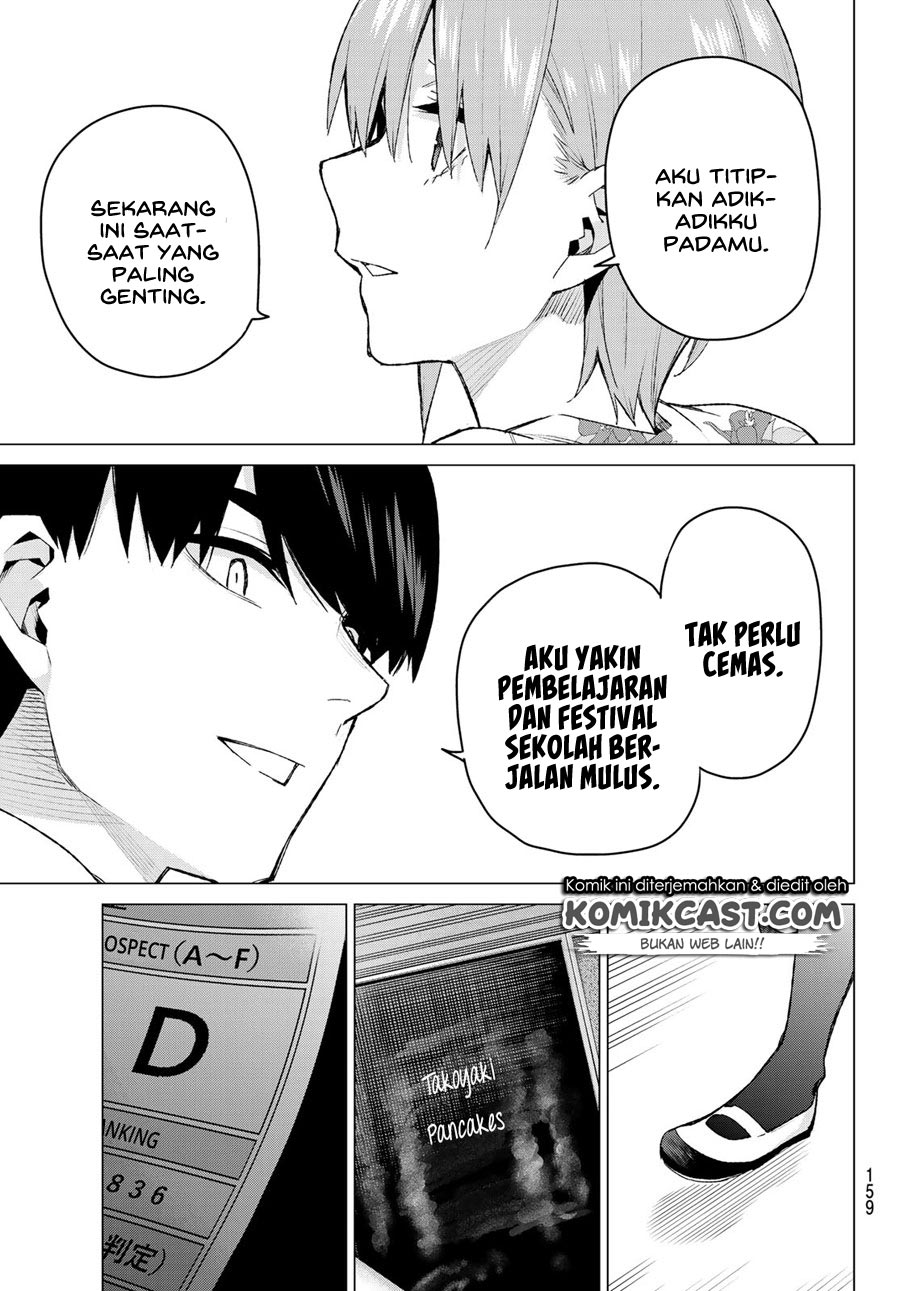 AKU TITIP-
KAN ADIK-
ADIKKU
PADAMU.
SEKARANG
INI SAAT-
SAAT YANG
PALING
GENTING.
TAK PERLU
CEMAS.
AKU YAKIN
PEMBELAJARAN
DAN FESTIVAL
SEKOLAH BER-
JALAN MULUS.
Komik ini diterjemahkan & diedit oleh
KOMIKCAST.COM
BUKAN WEB LAIN!!
Takoyaki
Pancakes
OSPECT(A～F)
D
ANKING
836
判定)
159